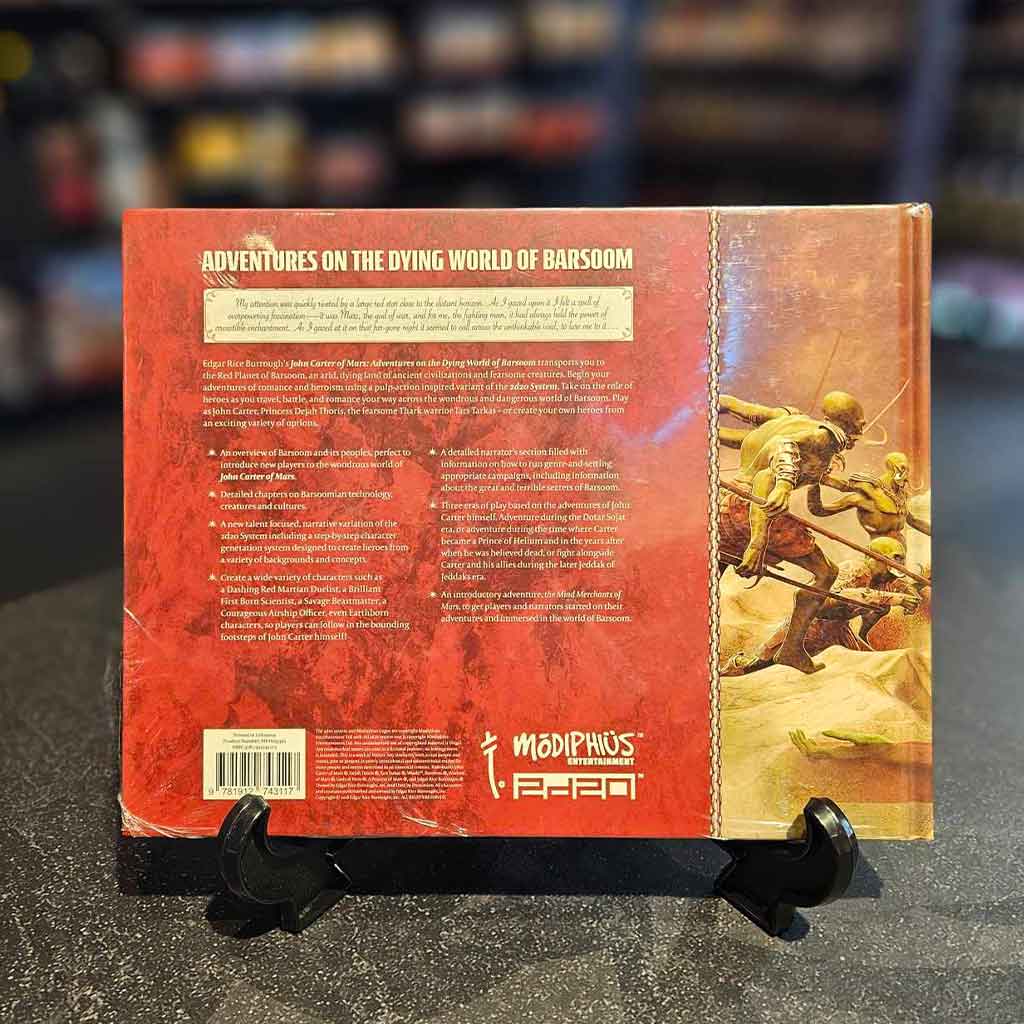 ADVENTURES ON THE DYING WORLD OF BARSOOM
My attention was quickly riveted by a large red star close to the distant horizon. As I gazed upon it I felt a spell of
overpowering fascination—it was Mars, the god of war, and for me, the fighting man, it had always held the power of
irresistible enchantment. As I gazed at it on that far-gone night it seemed to call across the unthinkable void, to lure me to it....
Edgar Rice Burrough's John Carter of Mars: Adventures on the Dying World of Barsoom transports you to
the Red Planet of Barsoom, an arid, dying land of ancient civilizations and fearsome creatures. Begin your
adventures of romance and heroism using a pulp-action inspired variant of the 2d20 System. Take on the role of
heroes as you travel, battle, and romance your way across the wondrous and dangerous world of Barsoom. Play
as John Carter, Princess Dejah Thoris, the fearsome Thark warrior Tars Tarkas – or create your own heroes from
an exciting variety of options.
An overview of Barsoom and its peoples, perfect to
introduce new players to the wondrous world of
John Carter of Mars.
Detailed chapters on Barsoomian technology,
creatures and cultures.
A new talent focused, narrative variation of the
2d20 System including a step-by-step character
generation system designed to create heroes from
a variety of backgrounds and concepts.
Create a wide variety of characters such as
a Dashing Red Martian Duelist, a Brilliant
First Born Scientist, a Savage Beastmaster, a
Courageous Airship Officer, even Earthborn
characters, so players can follow in the bounding
footsteps of John Carter himself!
A detailed narrator's section filled with
information on how to run genre-and-setting
appropriate campaigns, including information
about the great and terrible secrets of Barsoom.
Three eras of play based on the adventures of John
Carter himself. Adventure during the Dotar Sojat
era, or adventure during the time where Carter
became a Prince of Helium and in the years after
when he was believed dead, or fight alongside
Carter and his allies during the later Jeddak of
Jeddaks era.
An introductory adventure, the Mind Merchants of
Mars, to get players and narrators started on their
adventures and immersed in the world of Barsoom.
Printed in Lithuania
9 781912 743117
MŌDIPHIÜS™
ENTERTAINMENT